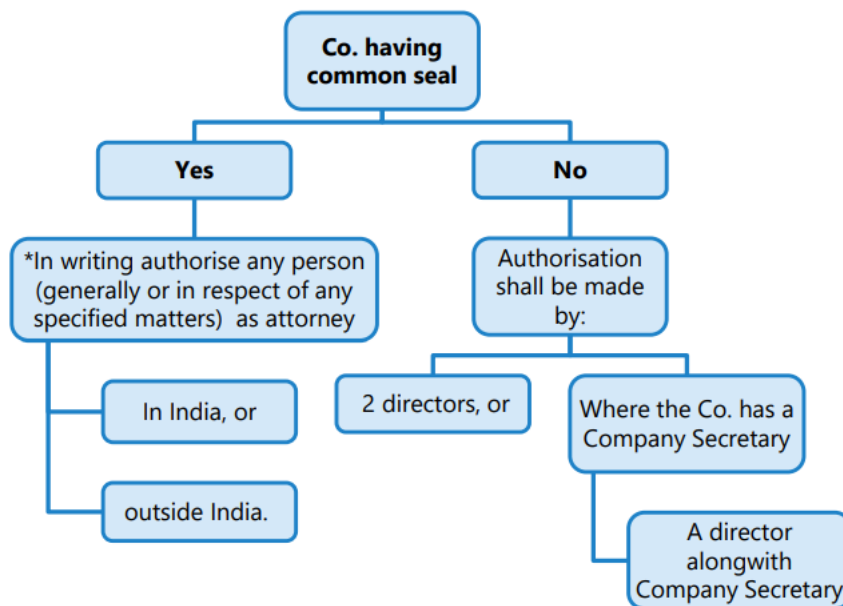 Co. having
common seal
Yes
No
*In writing authorise any person
(generally or in respect of any
specified matters) as attorney
Authorisation
shall be made
by:
In India, or
outside India.
2 directors, or
Where the Co. has a
Company Secretary
A director
alongwith
Company Secretary